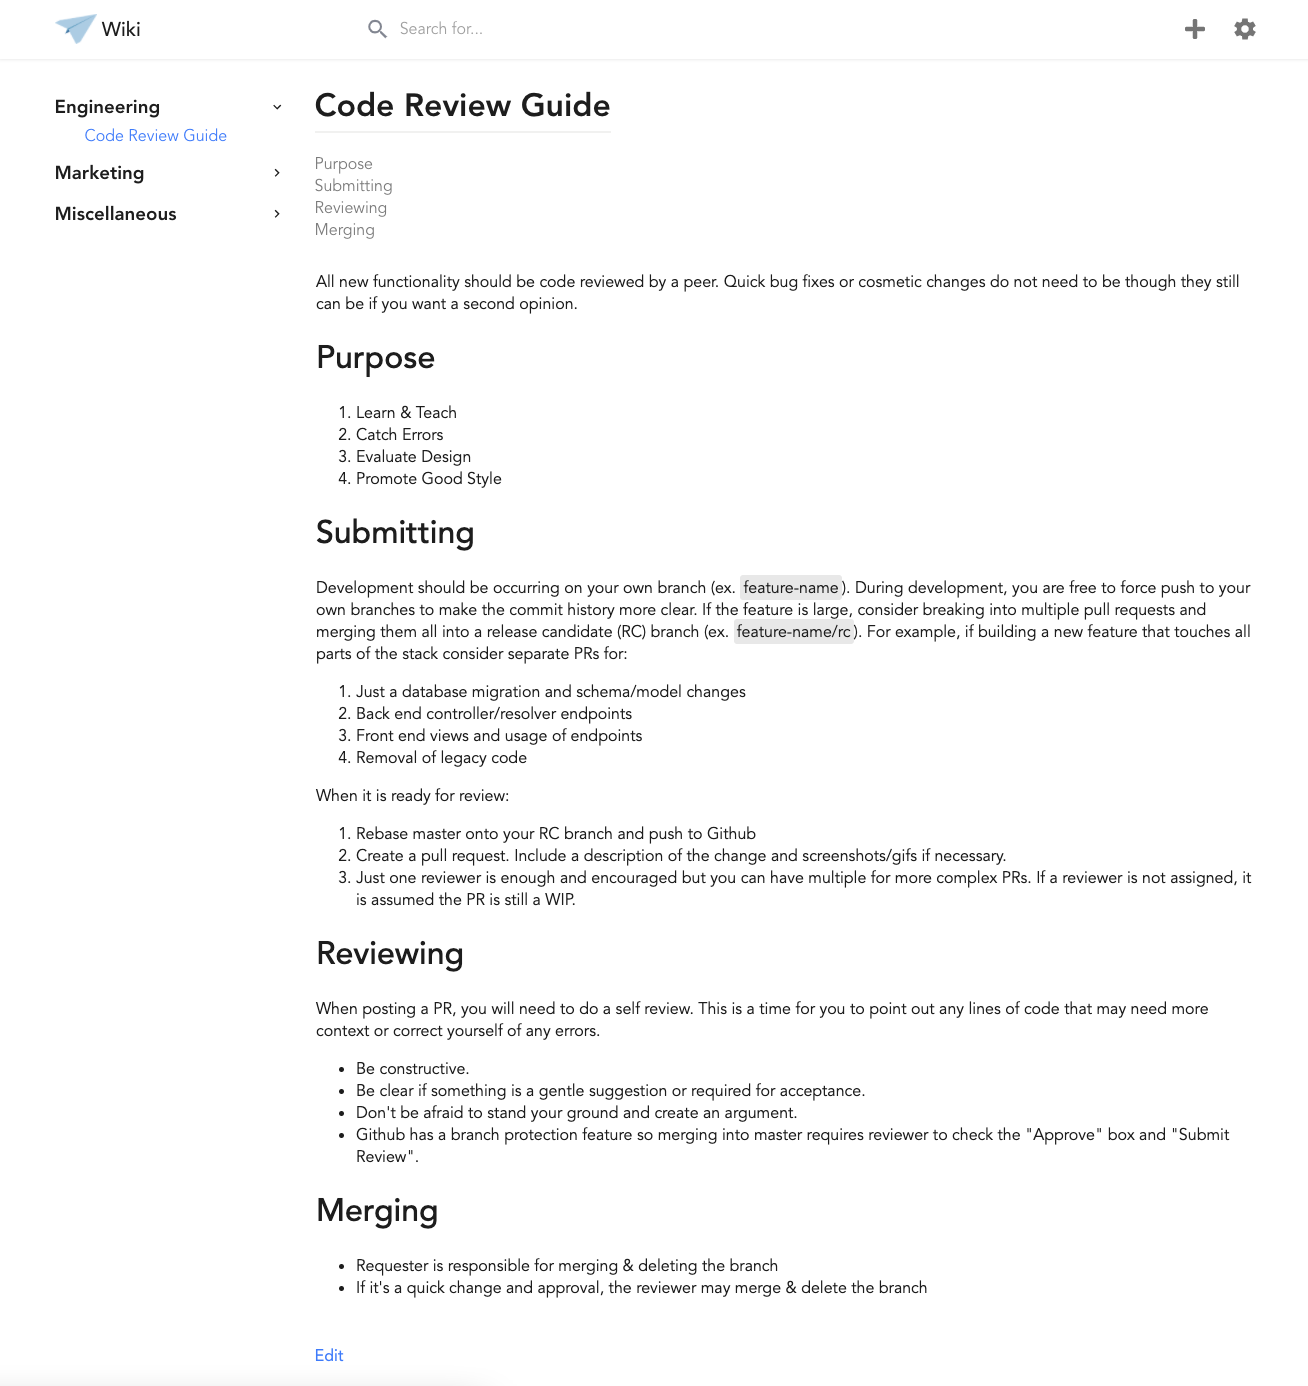 Wiki
Search for...
Engineering
Code Review Guide
Marketing
Miscellaneous
Code Review Guide
Purpose
Submitting
Reviewing
Merging
All new functionality should be code reviewed by a peer. Quick bug fixes or cosmetic changes do not need to be though they still
can be if you want a second opinion.
Purpose
1. Learn & Teach
2. Catch Errors
3. Evaluate Design
4. Promote Good Style
Submitting
Development should be occurring on your own branch (ex. feature-name). During development, you are free to force push to your
own branches to make the commit history more clear. If the feature is large, consider breaking into multiple pull requests and
merging them all into a release candidate (RC) branch (ex. feature-name/rc). For example, if building a new feature that touches all
parts of the stack consider separate PRs for:
1. Just a database migration and schema/model changes
2. Back end controller/resolver endpoints
3. Front end views and usage of endpoints
4. Removal of legacy code
When it is ready for review:
1. Rebase master onto your RC branch and push to Github
2. Create a pull request. Include a description of the change and screenshots/gifs if necessary.
3. Just one reviewer is enough and encouraged but you can have multiple for more complex PRs. If a reviewer is not assigned, it
is assumed the PR is still a WIP.
Reviewing
When posting a PR, you will need to do a self review. This is a time for you to point out any lines of code that may need more
context or correct yourself of any errors.
• Be constructive.
• Be clear if something is a gentle suggestion or required for acceptance.
• Don't be afraid to stand your ground and create an argument.
• Github has a branch protection feature so merging into master requires reviewer to check the "Approve" box and "Submit
Review".
Merging
• Requester is responsible for merging & deleting the branch
• If it's a quick change and approval, the reviewer may merge & delete the branch
Edit